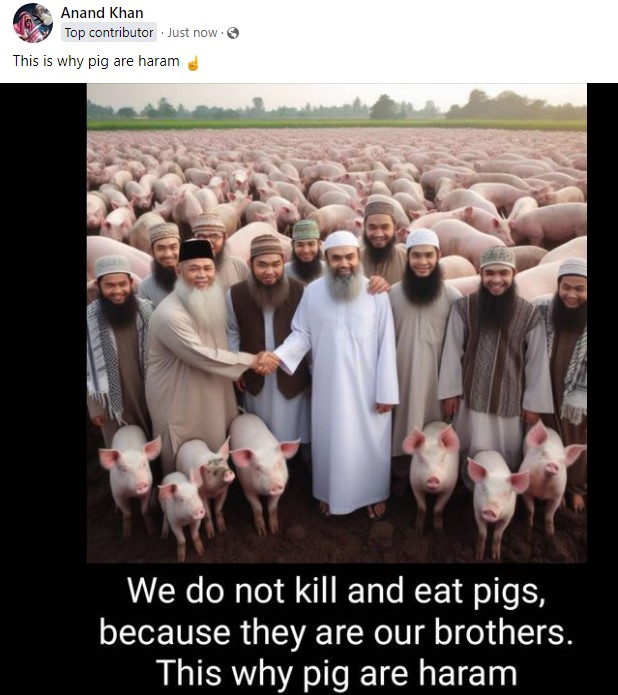 Anand Khan
Top contributor · Just now ·
This is why pig are haram ☝
We do not kill and eat pigs,
because they are our brothers.
This why pig are haram